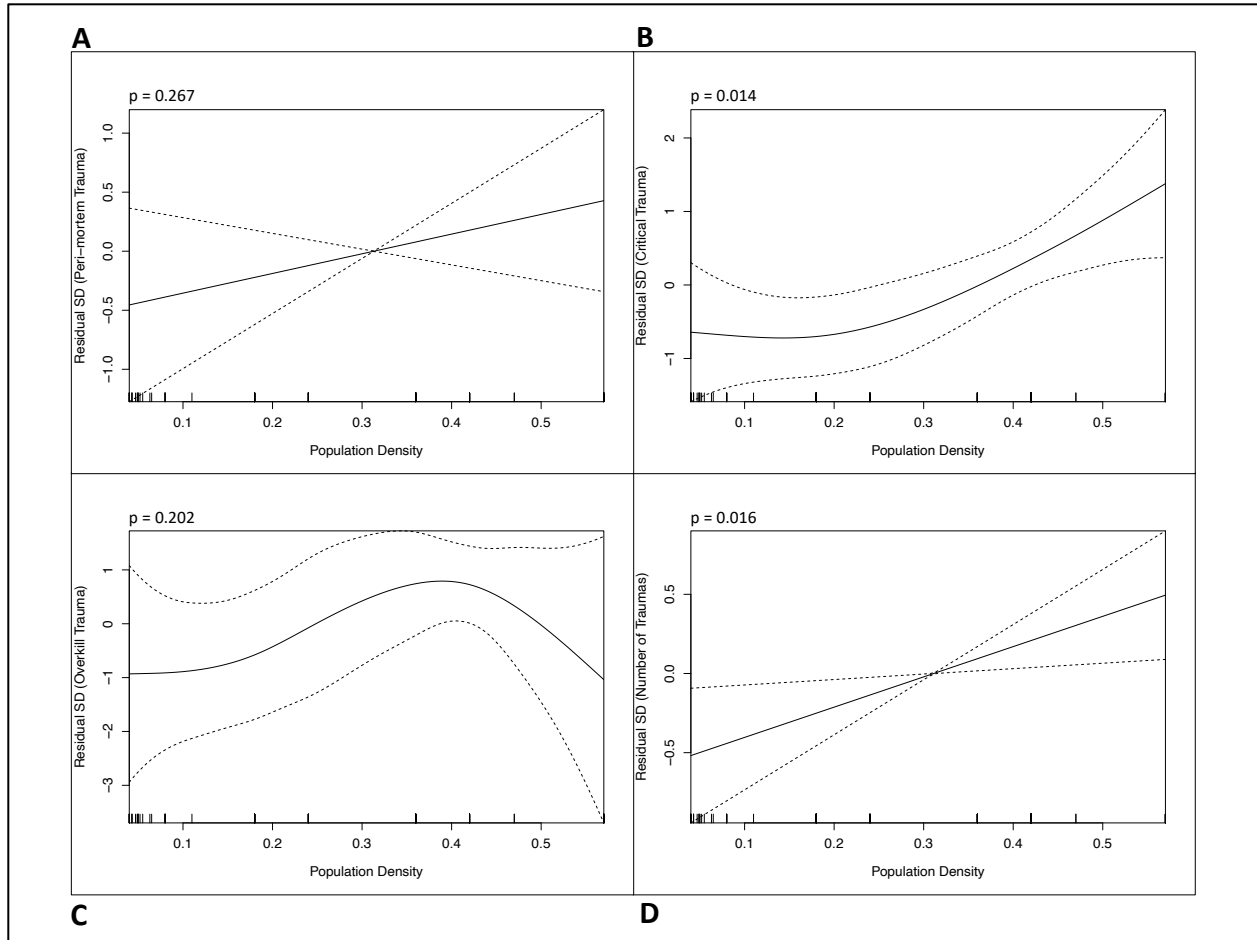 A
p = 0.267
Residual SD (Peri−mortem Trauma)
1.0
0.5
0.0
−0.5
−1.0
0.1 0.2 0.3 0.4 0.5
Population Density
B
p = 0.014
Residual SD (Critical Trauma)
2
1
0
−1
0.1 0.2 0.3 0.4 0.5
Population Density
p = 0.202
Residual SD (Overkill Trauma)
1
0
−1
−2
−3
0.1 0.2 0.3 0.4 0.5
Population Density
C
p = 0.016
Residual SD (Number of Traumas)
0.5
0.0
−0.5
0.1 0.2 0.3 0.4 0.5
Population Density
D